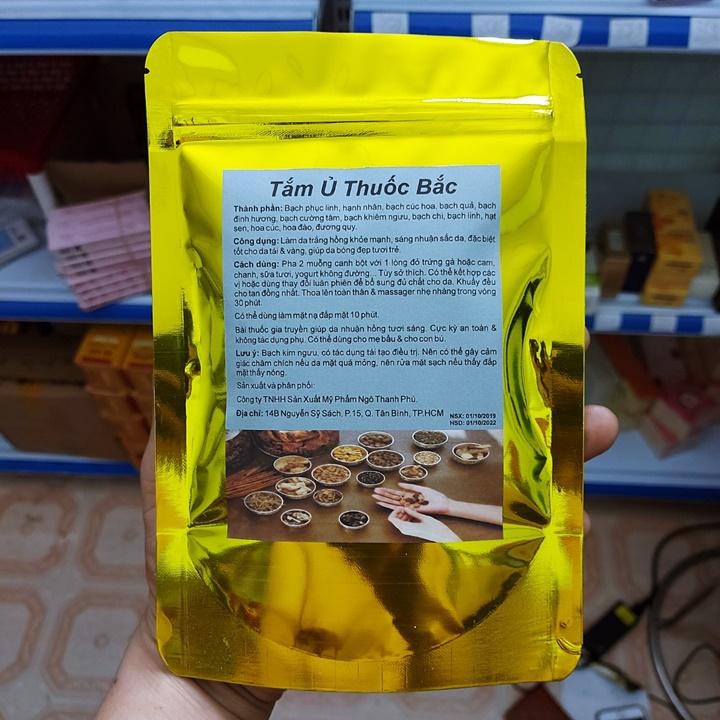 Tắm Ủ Thuốc Bắc
Thành phần: Bạch phục linh, hạnh nhân, bạch cúc hoa, bạch quả, bạch
đinh hương, bạch cương tâm, bạch khiêm ngưu, bạch chi, bạch linh, hạt
sen, hoa cúc, hoa đào, đương quy.
Công dụng: Làm da trắng hồng khỏe mạnh, sáng nhuận sắc da, đặc biệt
tốt cho da tái & vàng, giúp da bóng đẹp tươi trẻ.
Cách dùng: Pha 2 muỗng canh bột với 1 lòng đỏ trứng gà hoặc cam,
chanh, sữa tươi, yogurt không đường... Tùy sở thích. Có thể kết hợp các
vị hoặc dùng thay đổi luân phiên để bổ sung đủ chất cho da. Khuấy đều
cho tan đồng nhất. Thoa lên toàn thân & massager nhẹ nhàng trong vòng
30 phút.
Có thể dùng làm mặt nạ đắp mặt 10 phút.
Bài thuốc gia truyền giúp da nhuận hồng tươi sáng. Cực kỳ an toàn &
không tác dụng phụ. Có thể dùng cho mẹ bầu & cho con bú.
Lưu ý: Bạch kim ngưu, có tác dụng tái tạo điều trị. Nên có thể gây cảm
giác châm chích nếu da mặt quá mỏng, nên rửa mặt sạch nếu thấy đắp
mặt thấy nóng.
Sản xuất và phân phối:
Công ty TNHH Sản Xuất Mỹ Phẩm Ngô Thanh Phú.
Địa chỉ: 14B Nguyễn Sỹ Sách, P.15, Q. Tân Bình, TP.HCM
NSX: 01/10/2019
HSD: 01/10/2022